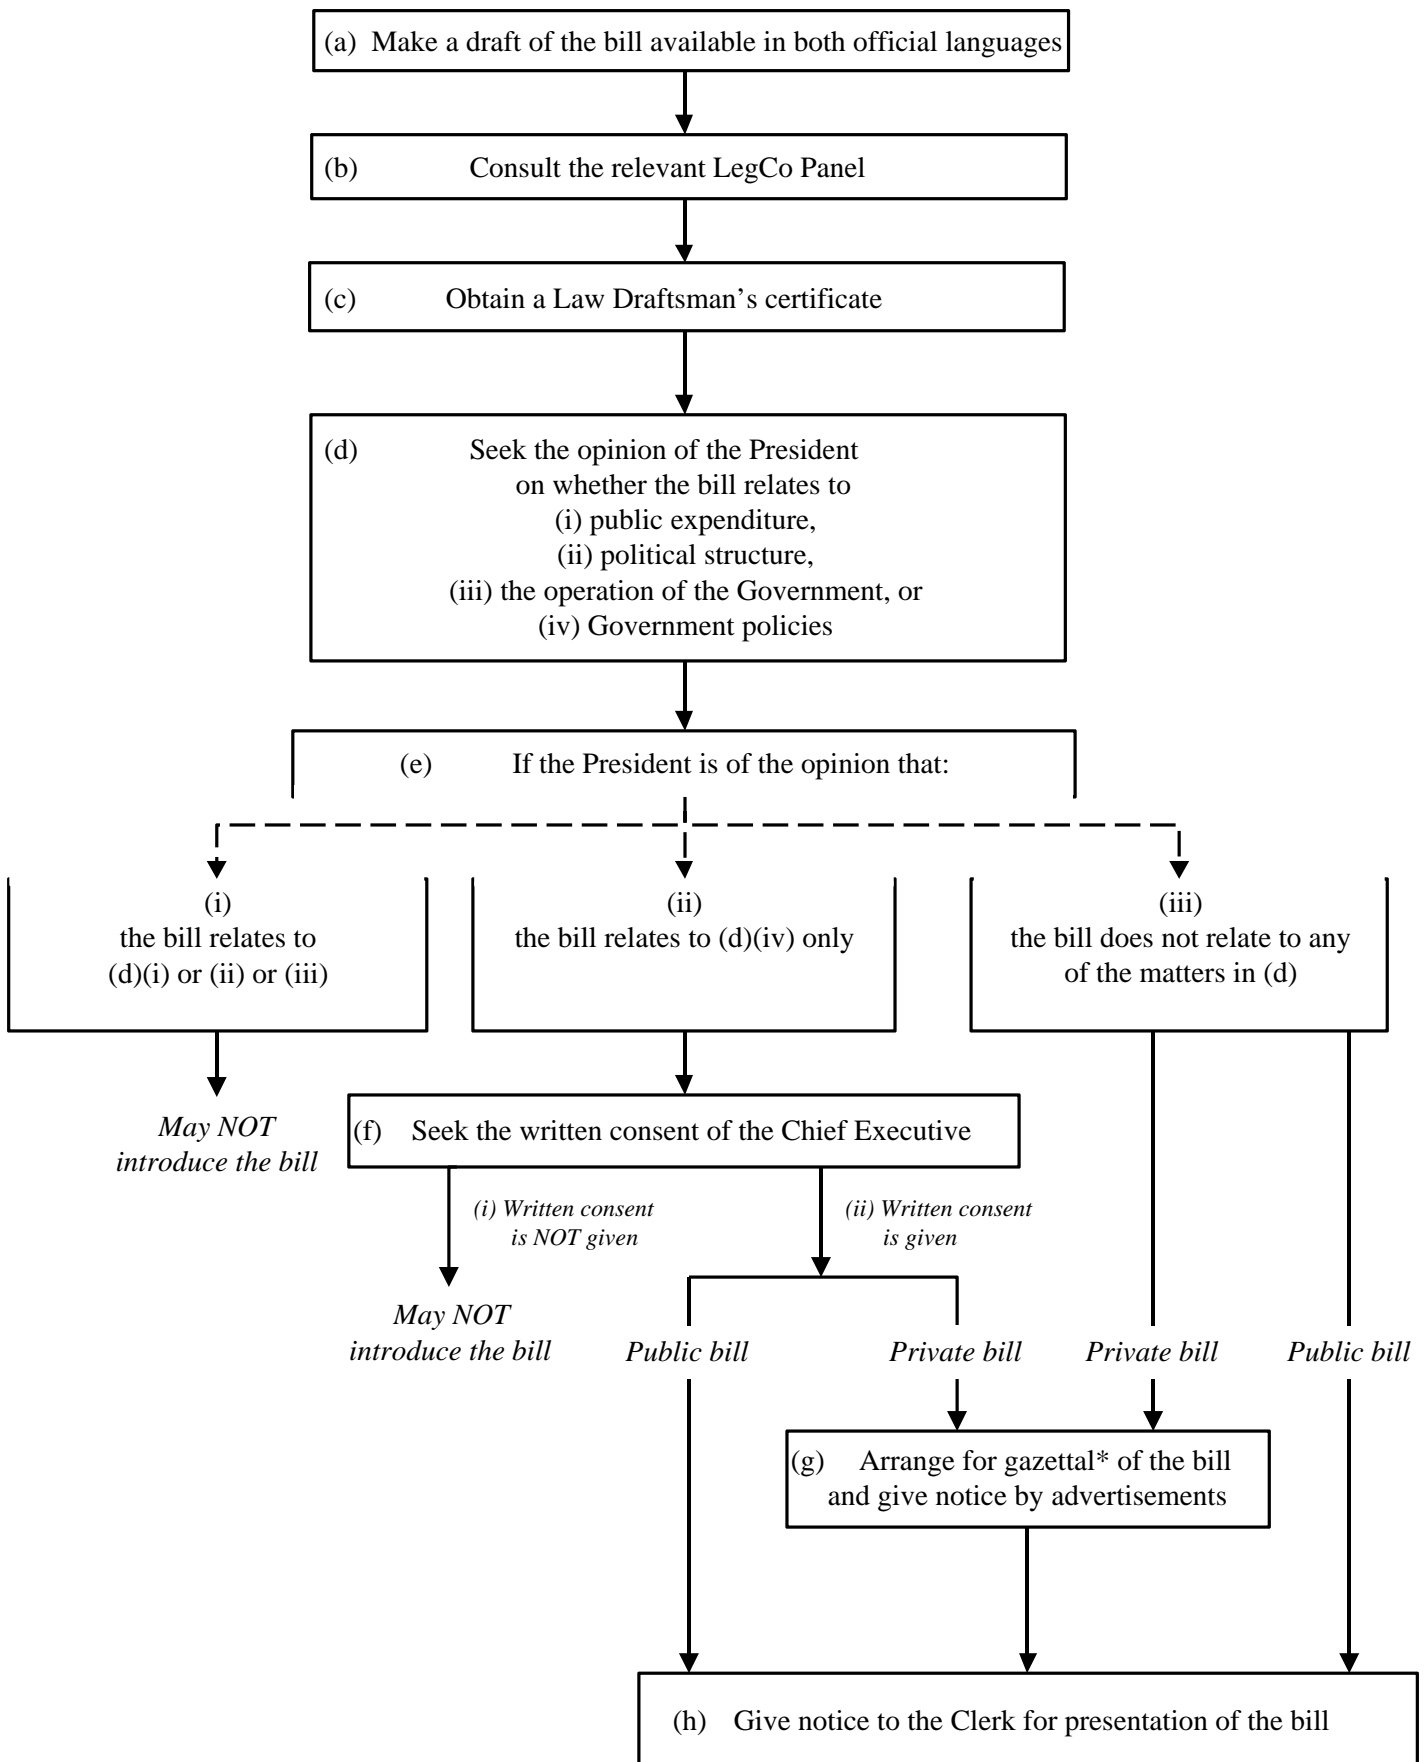 (a) Make a draft of the bill available in both official languages
(b) Consult the relevant LegCo Panel
(c) Obtain a Law Draftsman’s certificate
(d) Seek the opinion of the President
on whether the bill relates to
(i) public expenditure,
(ii) political structure,
(iii) the operation of the Government, or
(iv) Government policies
(e) If the President is of the opinion that:
(i)
the bill relates to
(d)(i) or (ii) or (iii)
(ii)
the bill relates to (d)(iv) only
(iii)
the bill does not relate to any
of the matters in (d)
May NOT
introduce the bill
(f) Seek the written consent of the Chief Executive
(i) Written consent
is NOT given
(ii) Written consent
is given
May NOT
introduce the bill
Public bill
Private bill
Private bill
Public bill
(g) Arrange for gazettal* of the bill
and give notice by advertisements
(h) Give notice to the Clerk for presentation of the bill